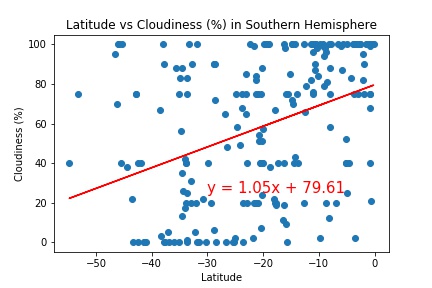 Latitude vs Cloudiness (%) in Southern Hemisphere
100
80
60
40
20
0
Cloudiness (%)
y = 1.05x + 79.61
−50 −40 −30 −20 −10 0
Latitude